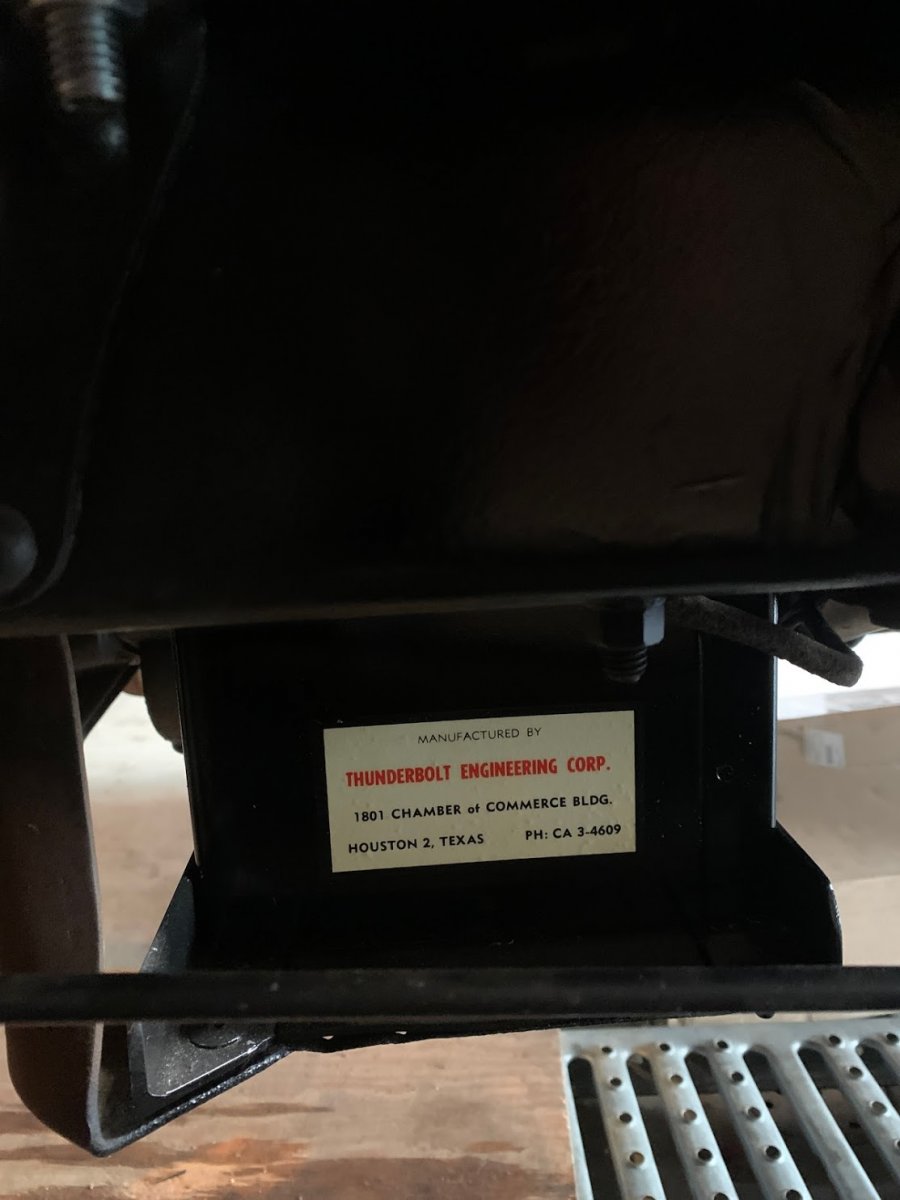 MANUFACTURED BY
THUNDERBOLT ENGINEERING CORP.
1801 CHAMBER of COMMERCE BLDG.
HOUSTON 2, TEXAS PH: CA 3-4609